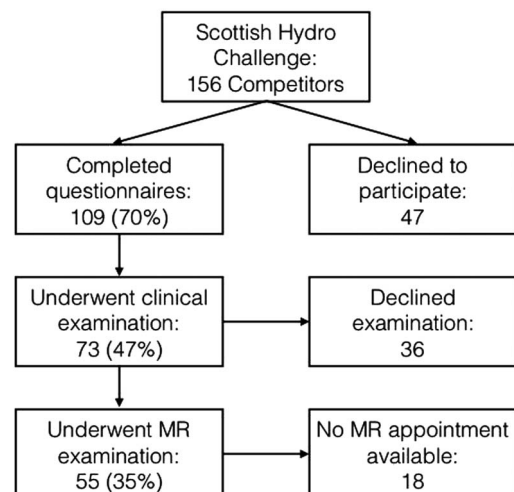 Scottish Hydro
Challenge:
156 Competitors
Completed
questionnaires:
109 (70%)
Declined to
participate:
47
Underwent clinical
examination:
73 (47%)
Declined
examination:
36
Underwent MR
examination:
55 (35%)
No MR appointment
available:
18